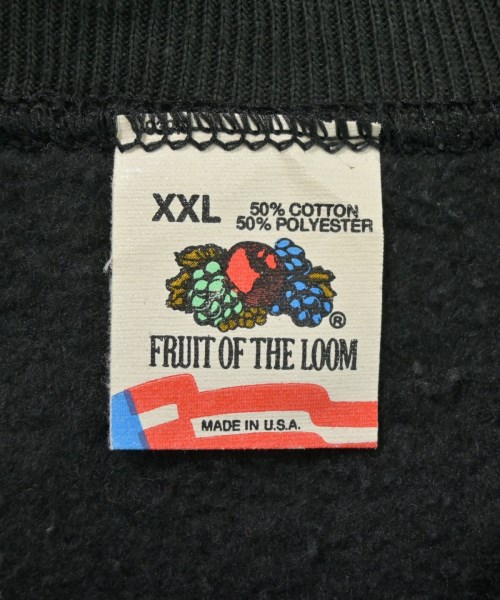 XXL
50% COTTON
50% POLYESTER
®
FRUIT OF THE LOOM
MADE IN U.S.A.